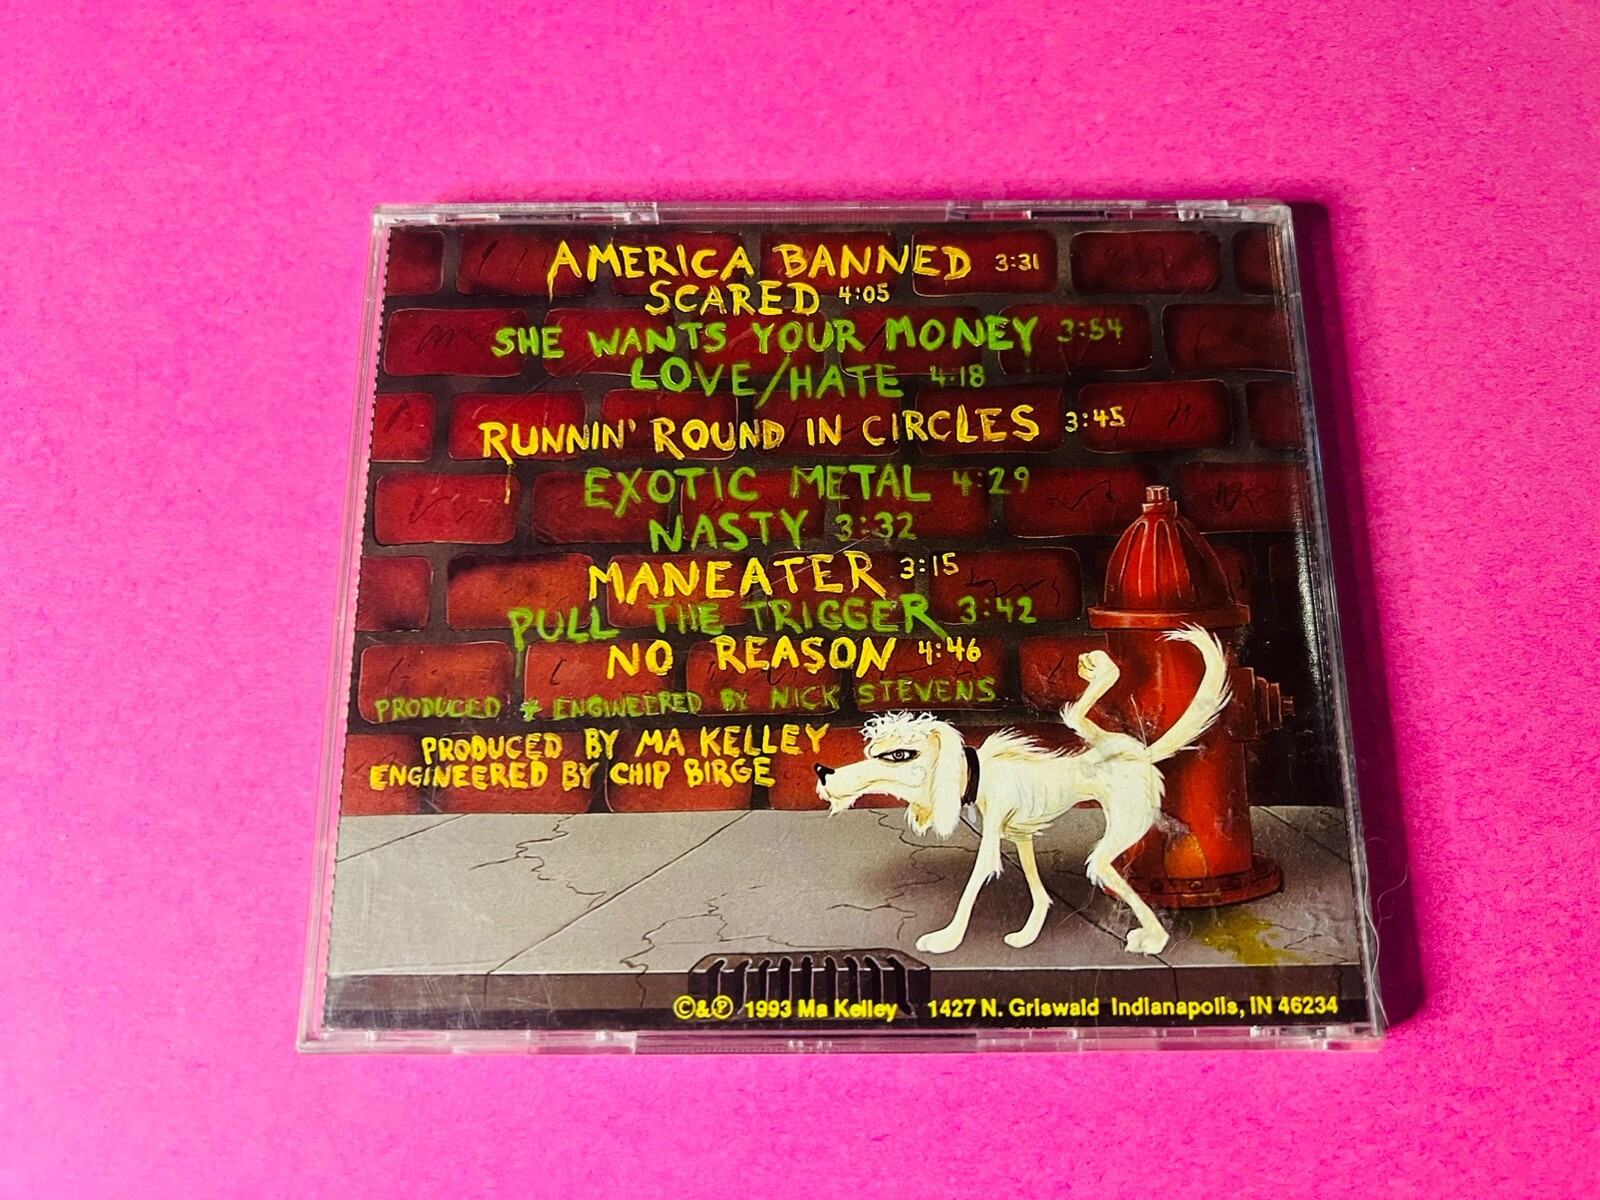 AMERICA BANNED 3:31
SCARED 4:05
SHE WANTS YOUR MONEY 3:54
LOVE/HATE 4:18
RUNNIN' ROUND IN CIRCLES 3:45
EXOTIC METAL 4:29
NASTY 3:32
MANEATER 3:15
PULL THE TRIGGER 3:42
NO REASON 4:46
PRODUCED & ENGINEERED BY NICK STEVENS
PRODUCED BY MA KELLEY
ENGINEERED BY CHIP BIRGE
©&℗ 1993 Ma Kelley 1427 N. Griswald Indianapolis, IN 46234